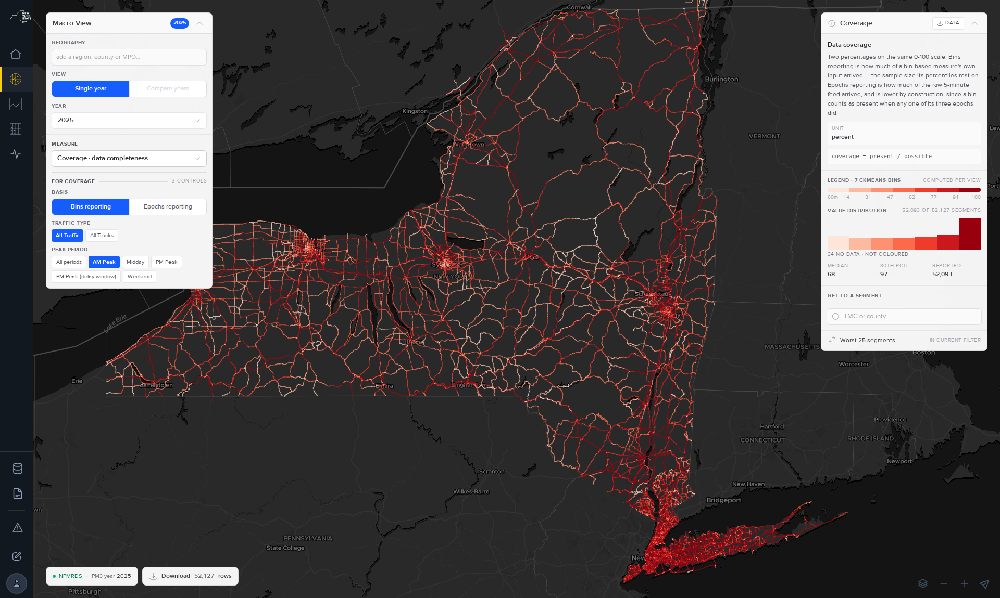 NEW
YORK
STATE
Macro View
2025
GEOGRAPHY
add a region, county or MPO...
VIEW
Single year
Compare years
YEAR
2025
MEASURE
Coverage · data completeness
FOR COVERAGE
3 CONTROLS
BASIS
Bins reporting
Epochs reporting
TRAFFIC TYPE
All Traffic
All Trucks
PEAK PERIOD
All periods
AM Peak
Midday
PM Peak
PM Peak (delay window)
Weekend
Coverage
DATA
Data coverage
Two percentages on the same 0-100 scale. Bins
reporting is how much of a bin-based measure's own
input arrived — the sample size its percentiles rest on.
Epochs reporting is how much of the raw 5-minute
feed arrived, and is lower by construction, since a bin
counts as present when any one of its three epochs
did.
UNIT
percent
coverage = present / possible
LEGEND · 7 CKMEANS BINS
COMPUTED PER VIEW
60m 14 31 47 62 77 91 100
VALUE DISTRIBUTION
52,093 OF 52,127 SEGMENTS
34 NO DATA · NOT COLOURED
MEDIAN
68
80TH PCTL
97
REPORTED
52,093
GET TO A SEGMENT
TMC or county...
Worst 25 segments
IN CURRENT FILTER
Cornwall
Burlington
Kingston
Watertown
VERMONT
Utica
Syracuse
NEW YORK
Schenectady
Albany
Lake Erie
Ithaca
MASSACHUSETTS
Boston
Worcester
Erie
Jamestown
Elmira
Binghamton
Providence
Hartford
CONNECTICUT
RHODE ISLAND
Newport
Scranton
New Haven
Wilkes-Barre
Bridgeport
wn
PENNSYLVANIA
State College
New
Pittsburgh
Lew
Portl
NPMRDS
PM3 year 2025
Download 52,127 rows